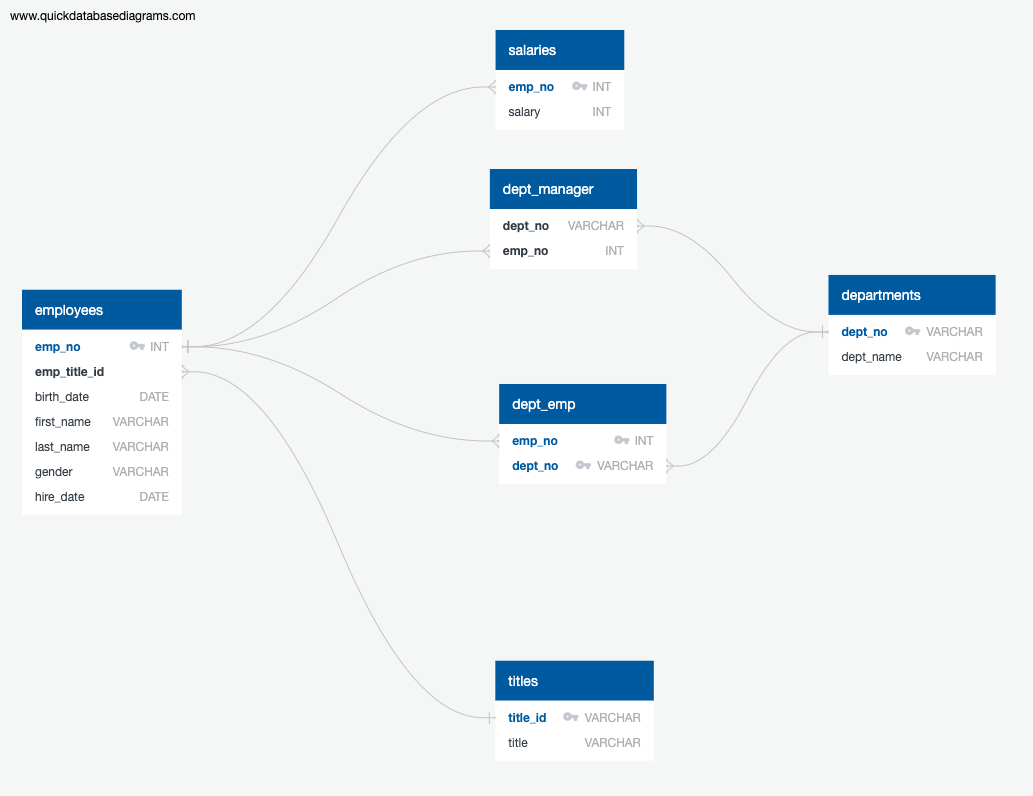 www.quickdatabasediagrams.com
salaries
emp_no INT
salary INT
dept_manager
dept_no VARCHAR
emp_no INT
employees
emp_no INT
emp_title_id
birth_date DATE
first_name VARCHAR
last_name VARCHAR
gender VARCHAR
hire_date DATE
departments
dept_no VARCHAR
dept_name VARCHAR
dept_emp
emp_no INT
dept_no VARCHAR
titles
title_id VARCHAR
title VARCHAR